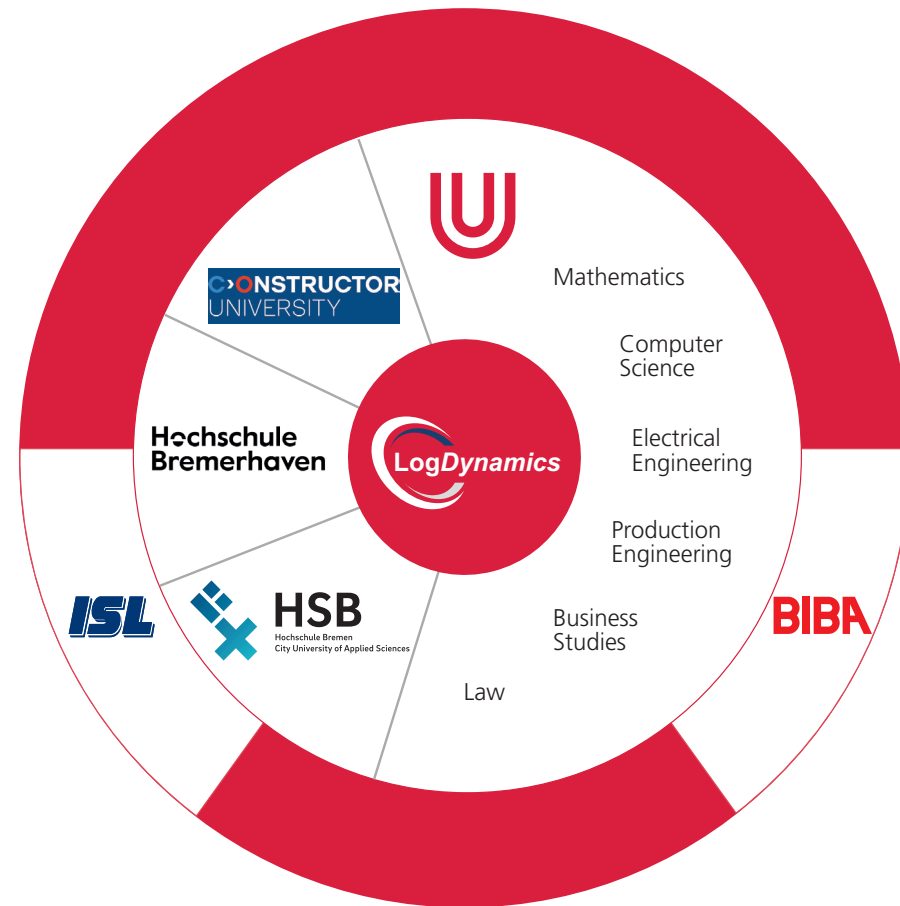 U
Mathematics
C›ONSTRUCTOR
UNIVERSITY
Computer
Science
Hochschule
Bremerhaven
LogDynamics
Electrical
Engineering
Production
Engineering
ISL
HSB
Hochschule Bremen
City University of Applied Sciences
Business
Studies
BIBA
Law